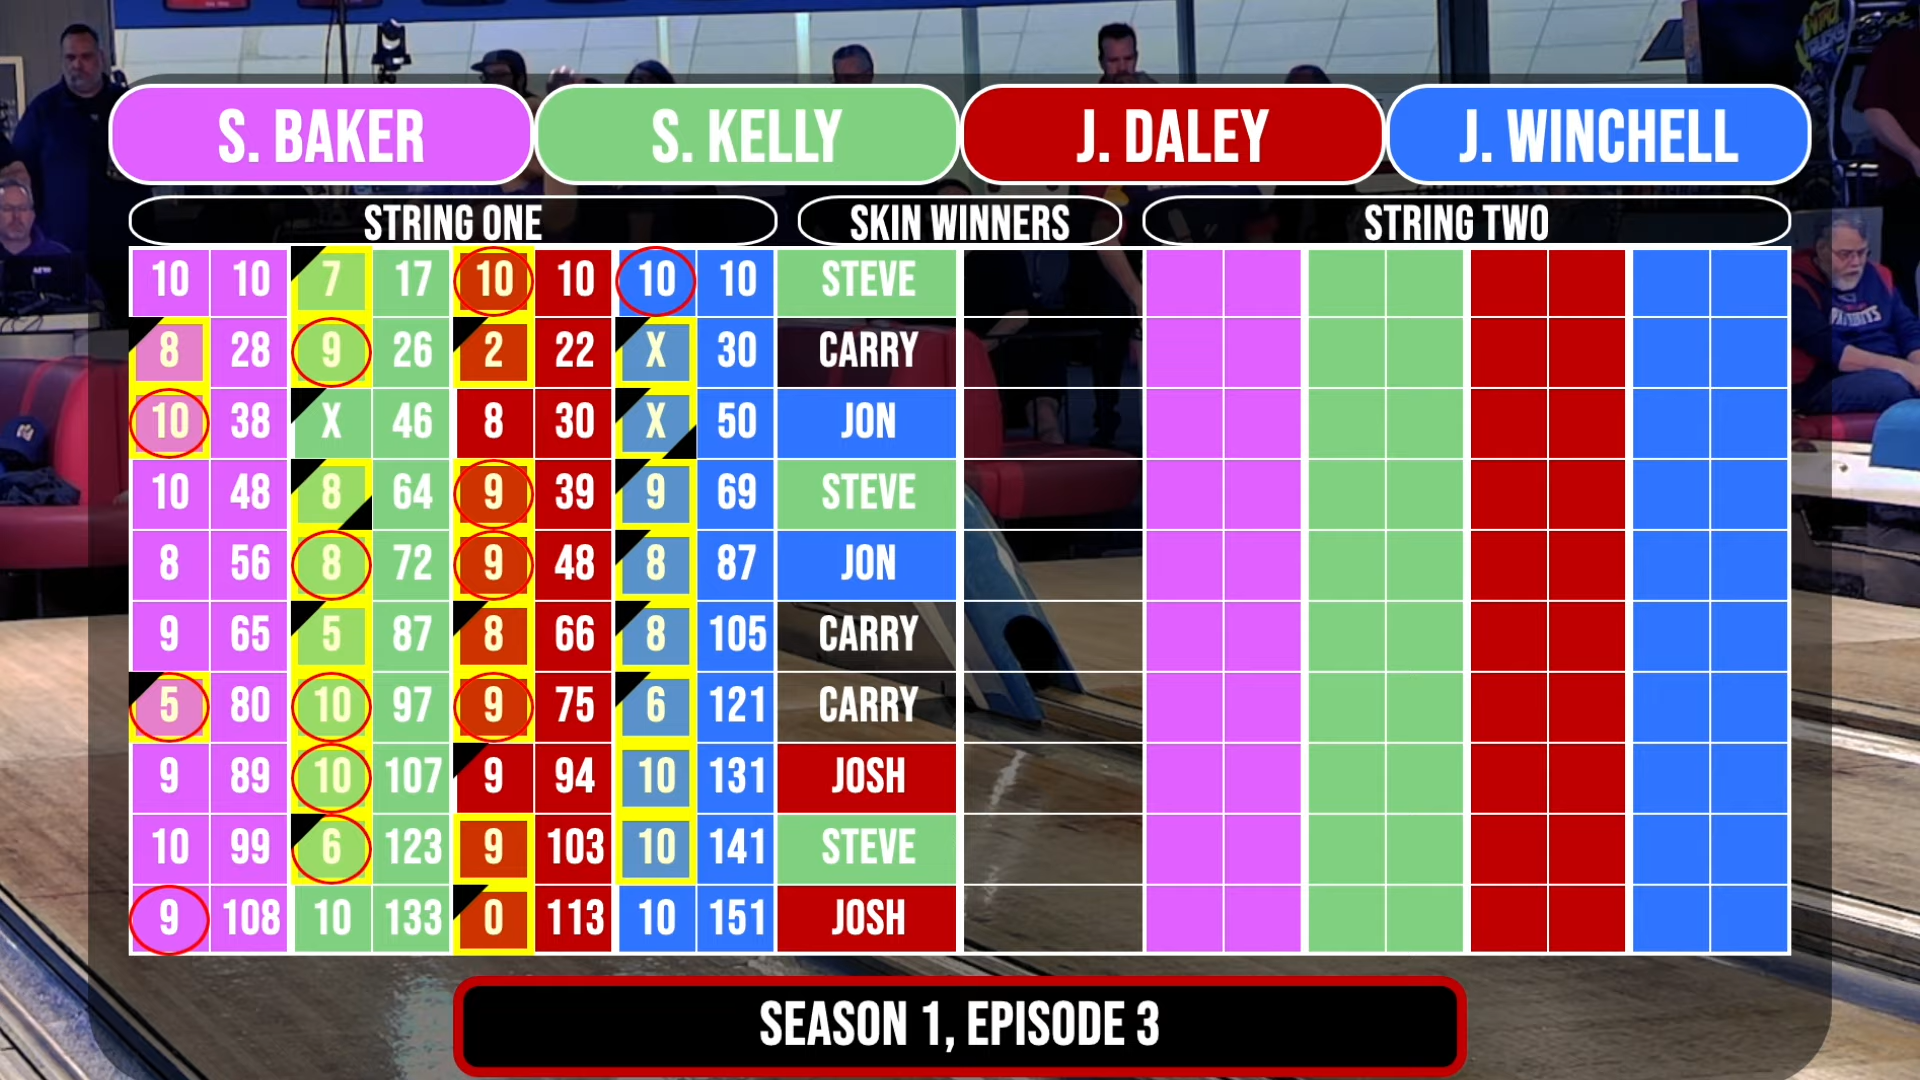 S. BAKER S. KELLY J. DALEY J. WINCHELL
STRING ONE SKIN WINNERS STRING TWO
10 10 7 17 10 10 10 10 STEVE
8 28 9 26 2 22 X 30 CARRY
10 38 X 46 8 30 X 50 JON
10 48 8 64 9 39 9 69 STEVE
8 56 8 72 9 48 8 87 JON
9 65 5 87 8 66 8 105 CARRY
5 80 10 97 9 75 6 121 CARRY
9 89 10 107 9 94 10 131 JOSH
10 99 6 123 9 103 10 141 STEVE
9 108 10 133 0 113 10 151 JOSH
SEASON 1, EPISODE 3
PATRIOTS